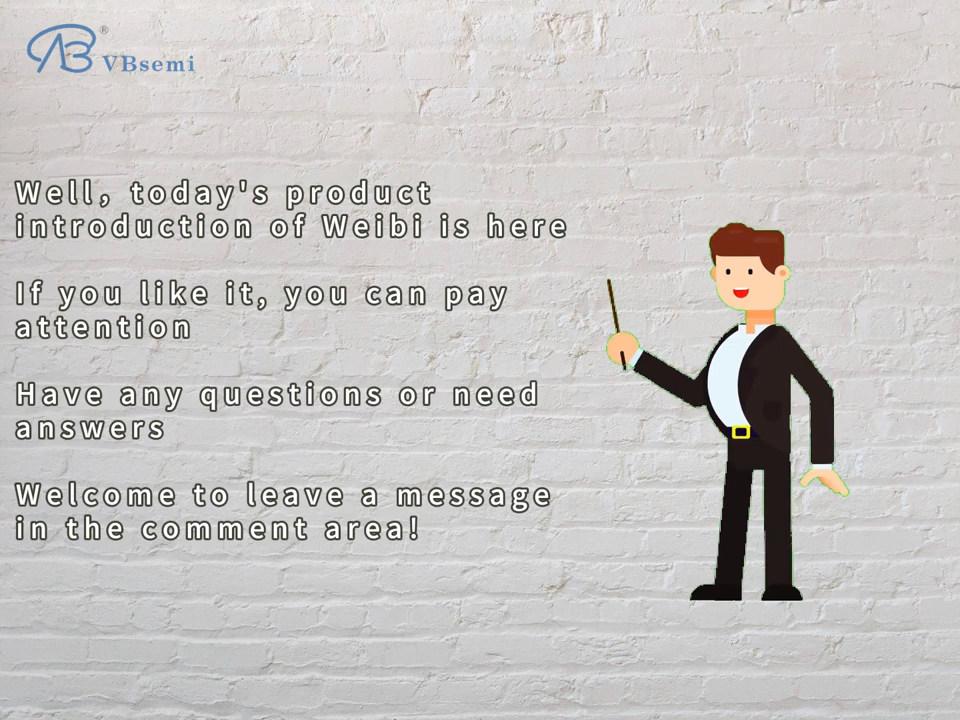 VBsemi
Well, today's product
introduction of Weibi is here
If you like it, you can pay
attention
Have any questions or need
answers
Welcome to leave a message
in the comment area!